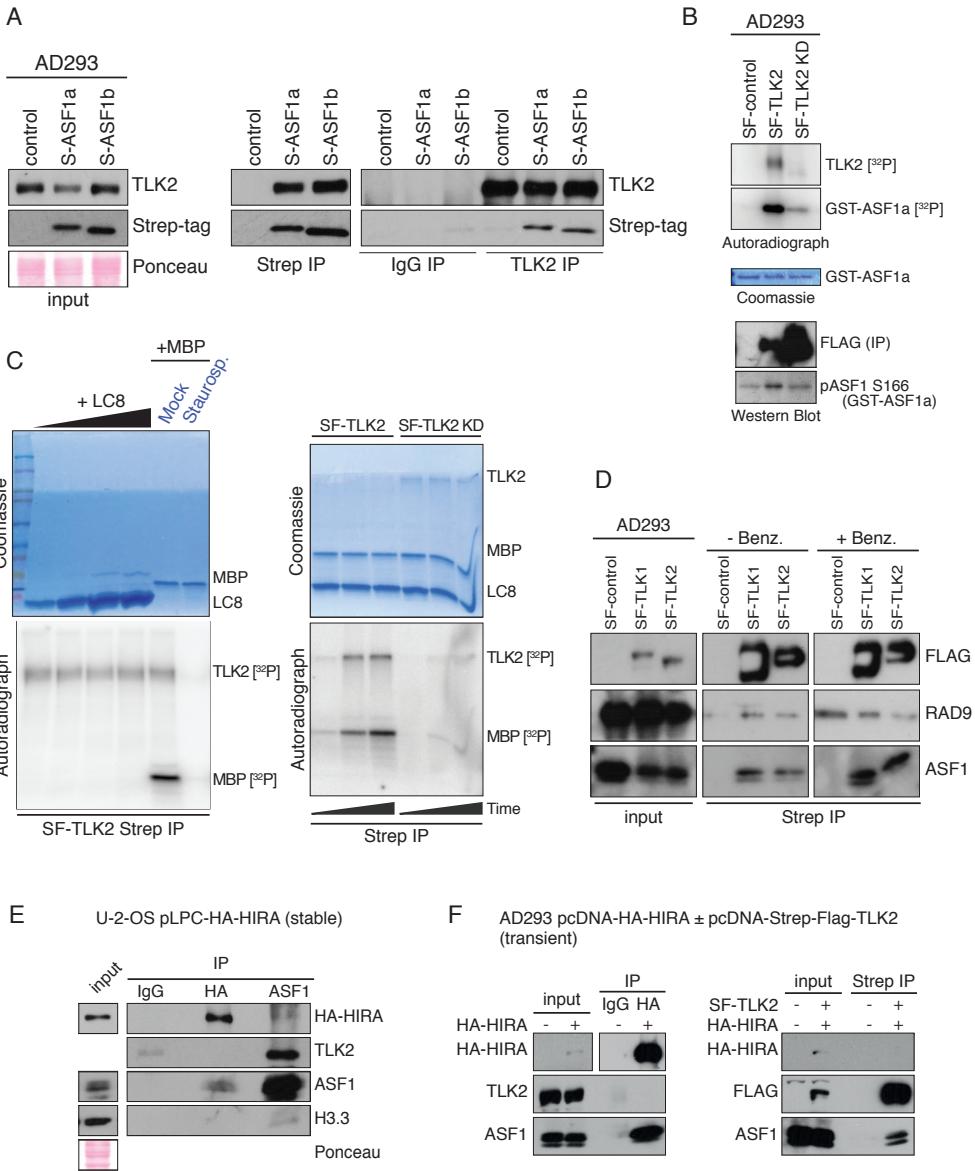 A
AD293
control
S-ASF1a
S-ASF1b
TLK2
Strep-tag
Ponceau
input
control
S-ASF1a
S-ASF1b
control
S-ASF1a
S-ASF1b
control
S-ASF1a
S-ASF1b
TLK2
Strep-tag
Strep IP
IgG IP
TLK2 IP
B
AD293
SF-control
SF-TLK2
SF-TLK2 KD
TLK2 [³²P]
GST-ASF1a [³²P]
Autoradiograph
GST-ASF1a
Coomassie
FLAG (IP)
pASF1 S166
(GST-ASF1a)
Western Blot
C
+MBP
+ LC8
Mock
Staurosp.
Coomassie
MBP
LC8
Autoradiograph
TLK2 [³²P]
MBP [³²P]
SF-TLK2 Strep IP
SF-TLK2
SF-TLK2 KD
Coomassie
TLK2
MBP
LC8
Autoradiograph
TLK2 [³²P]
MBP [³²P]
Time
Strep IP
D
AD293
- Benz.
+ Benz.
SF-control
SF-TLK1
SF-TLK2
SF-control
SF-TLK1
SF-TLK2
SF-control
SF-TLK1
SF-TLK2
FLAG
RAD9
ASF1
input
Strep IP
E
U-2-OS pLPC-HA-HIRA (stable)
input
IP
IgG HA ASF1
HA-HIRA
TLK2
ASF1
H3.3
Ponceau
F
AD293 pcDNA-HA-HIRA ± pcDNA-Strep-Flag-TLK2
(transient)
IP
input IgG HA
HA-HIRA - + - +
HA-HIRA
TLK2
ASF1
input Strep IP
SF-TLK2 - + - +
HA-HIRA - + - +
HA-HIRA
FLAG
ASF1